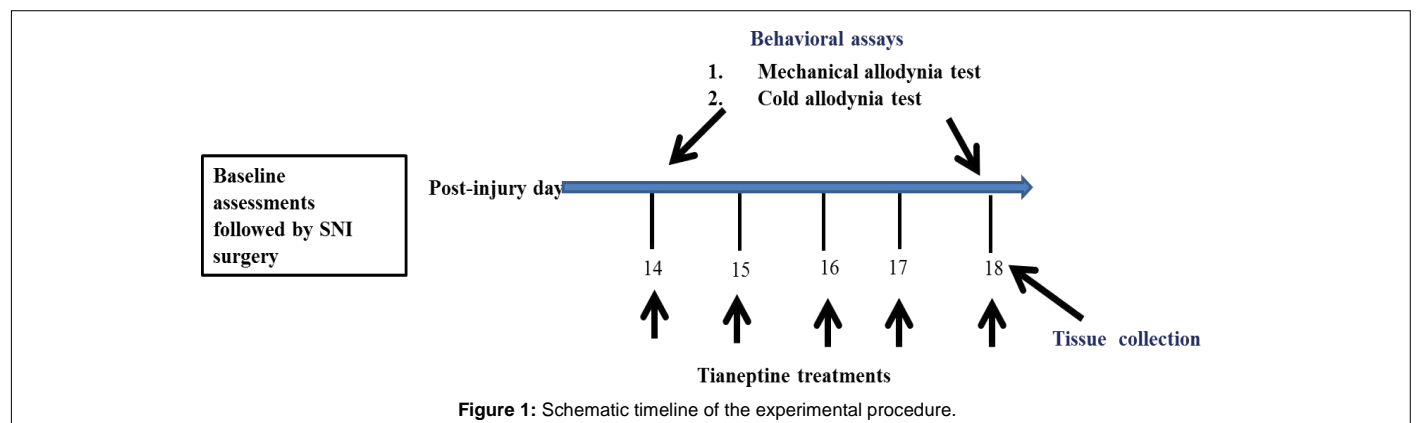 Behavioral assays
1. Mechanical allodynia test
2. Cold allodynia test
Baseline
assessments
followed by SNI
surgery
Post-injury day
14 15 16 17 18
Tissue collection
Tianeptine treatments
Figure 1: Schematic timeline of the experimental procedure.